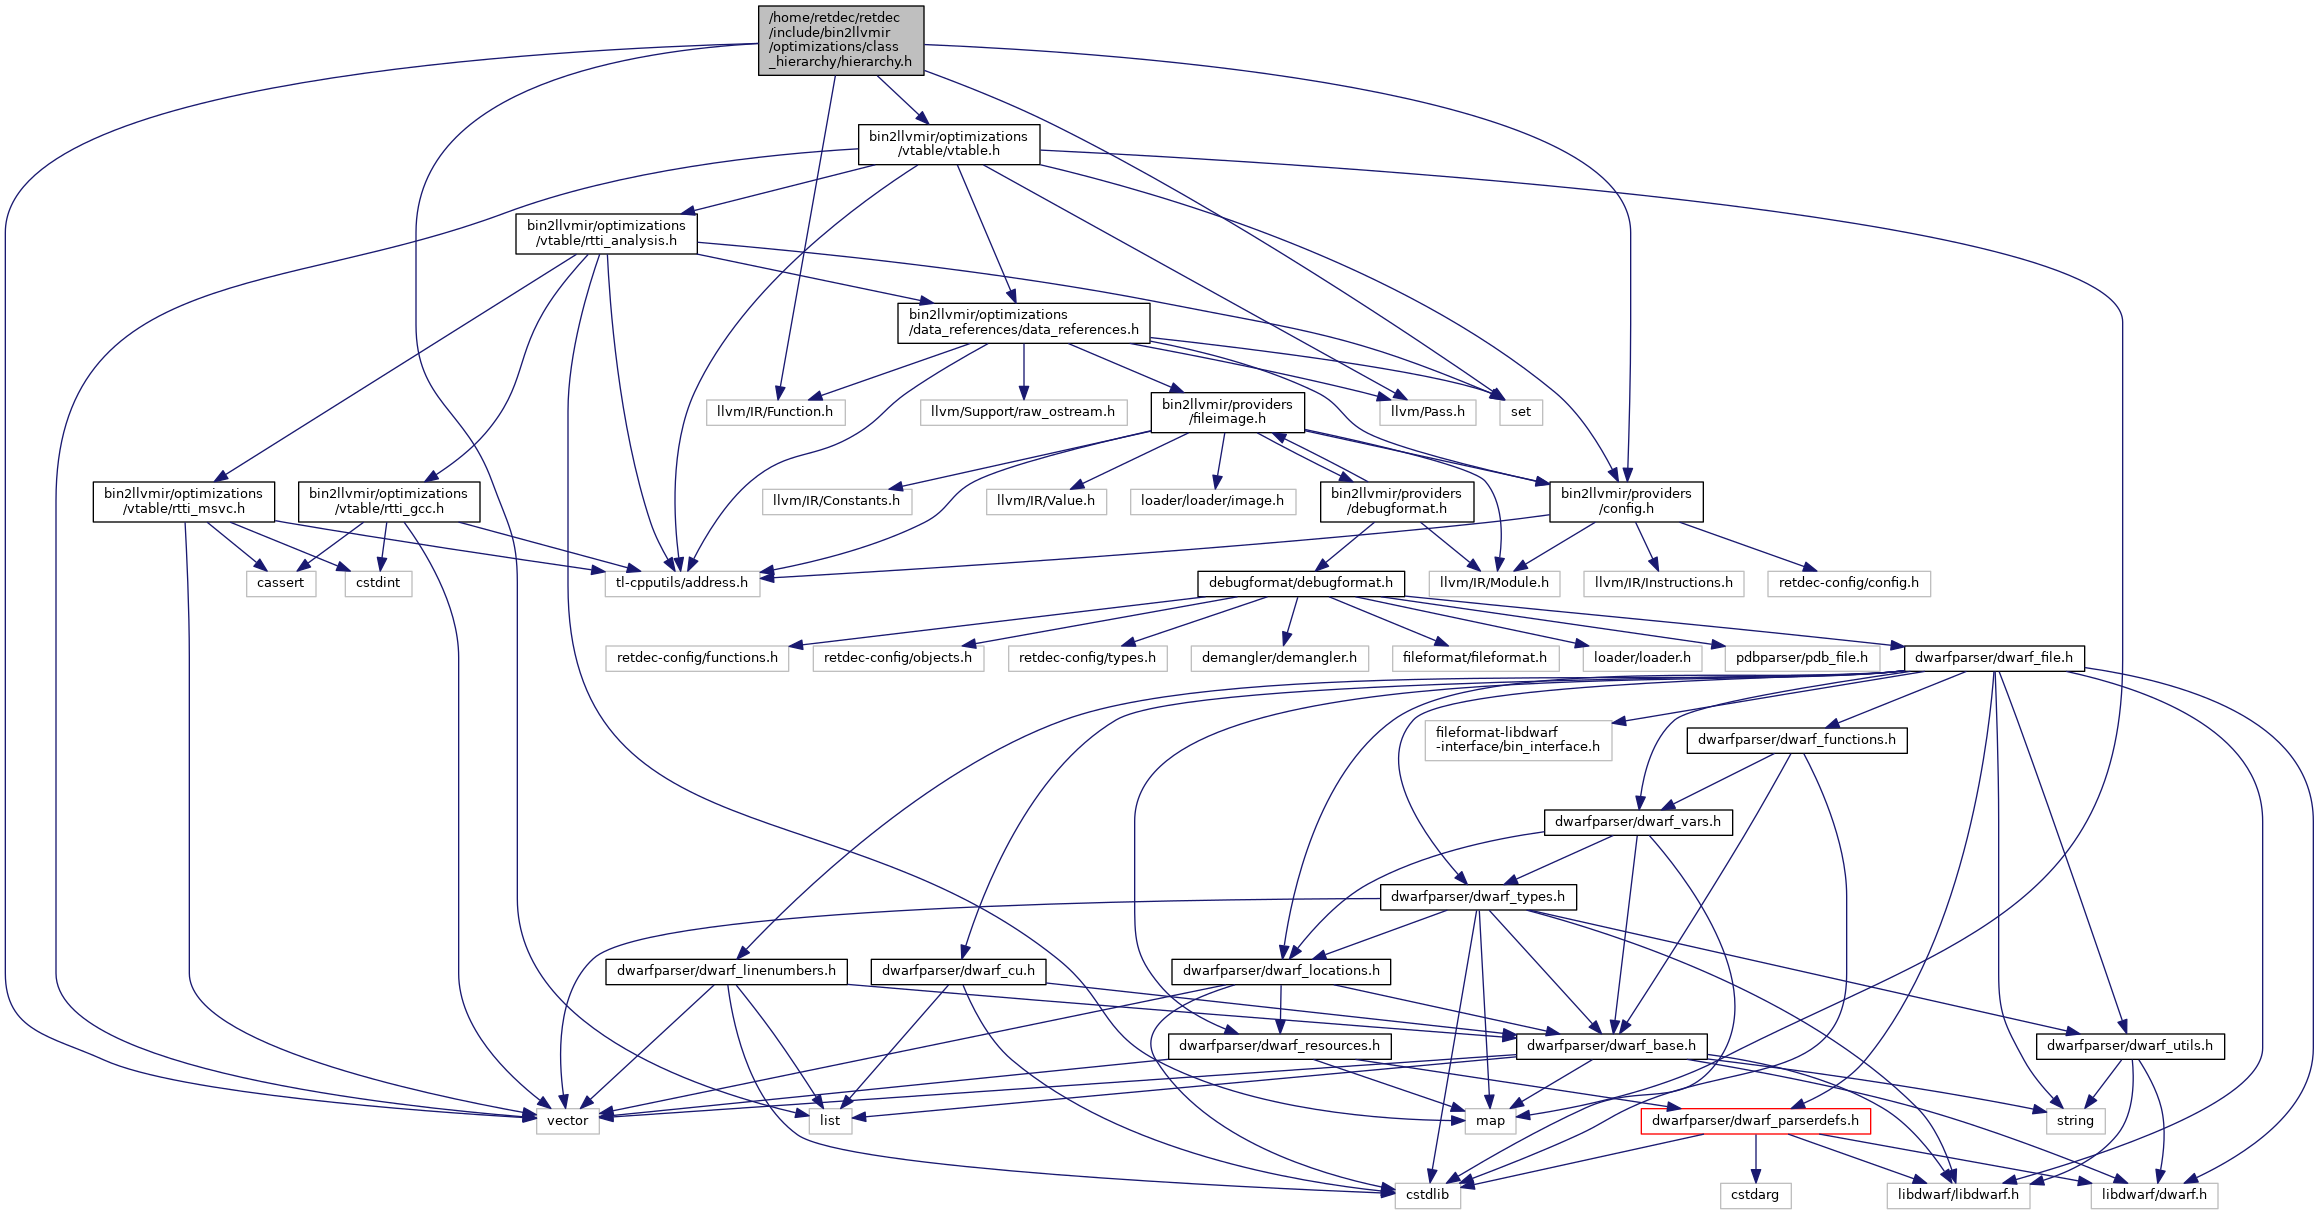 /home/retdec/retdec
/include/bin2llvmir
/optimizations/class
_hierarchy/hierarchy.h
bin2llvmir/optimizations
/vtable/vtable.h
bin2llvmir/optimizations
/vtable/rtti_analysis.h
bin2llvmir/optimizations
/data_references/data_references.h
llvm/IR/Function.h
llvm/Support/raw_ostream.h
bin2llvmir/providers
/fileimage.h
llvm/Pass.h
set
bin2llvmir/optimizations
/vtable/rtti_msvc.h
bin2llvmir/optimizations
/vtable/rtti_gcc.h
llvm/IR/Constants.h
llvm/IR/Value.h
loader/loader/image.h
bin2llvmir/providers
/debugformat.h
bin2llvmir/providers
/config.h
cassert
cstdint
tl-cpputils/address.h
debugformat/debugformat.h
llvm/IR/Module.h
llvm/IR/Instructions.h
retdec-config/config.h
retdec-config/functions.h
retdec-config/objects.h
retdec-config/types.h
demangler/demangler.h
fileformat/fileformat.h
loader/loader.h
pdbparser/pdb_file.h
dwarfparser/dwarf_file.h
fileformat-libdwarf
-interface/bin_interface.h
dwarfparser/dwarf_functions.h
dwarfparser/dwarf_vars.h
dwarfparser/dwarf_types.h
dwarfparser/dwarf_linenumbers.h
dwarfparser/dwarf_cu.h
dwarfparser/dwarf_locations.h
dwarfparser/dwarf_resources.h
dwarfparser/dwarf_base.h
dwarfparser/dwarf_utils.h
vector
list
map
dwarfparser/dwarf_parserdefs.h
string
cstdlib
cstdarg
libdwarf/libdwarf.h
libdwarf/dwarf.h